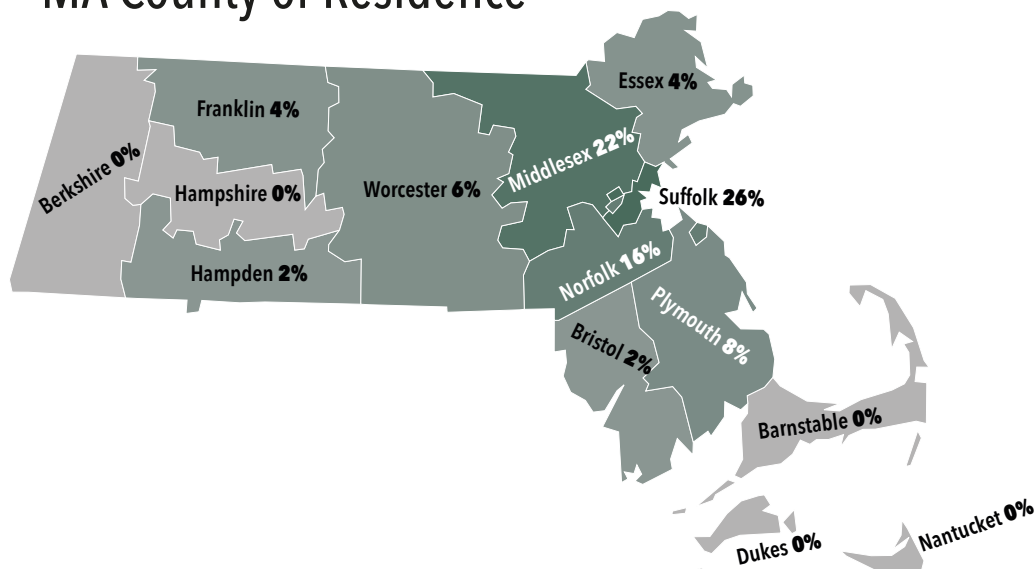 MA County of Residence
Essex 4%
Franklin 4%
Berkshire 0%
Hampshire 0%
Worcester 6%
Middlesex 22%
Suffolk 26%
Hampden 2%
Norfolk 16%
Plymouth 8%
Bristol 2%
Barnstable 0%
Dukes 0%
Nantucket 0%